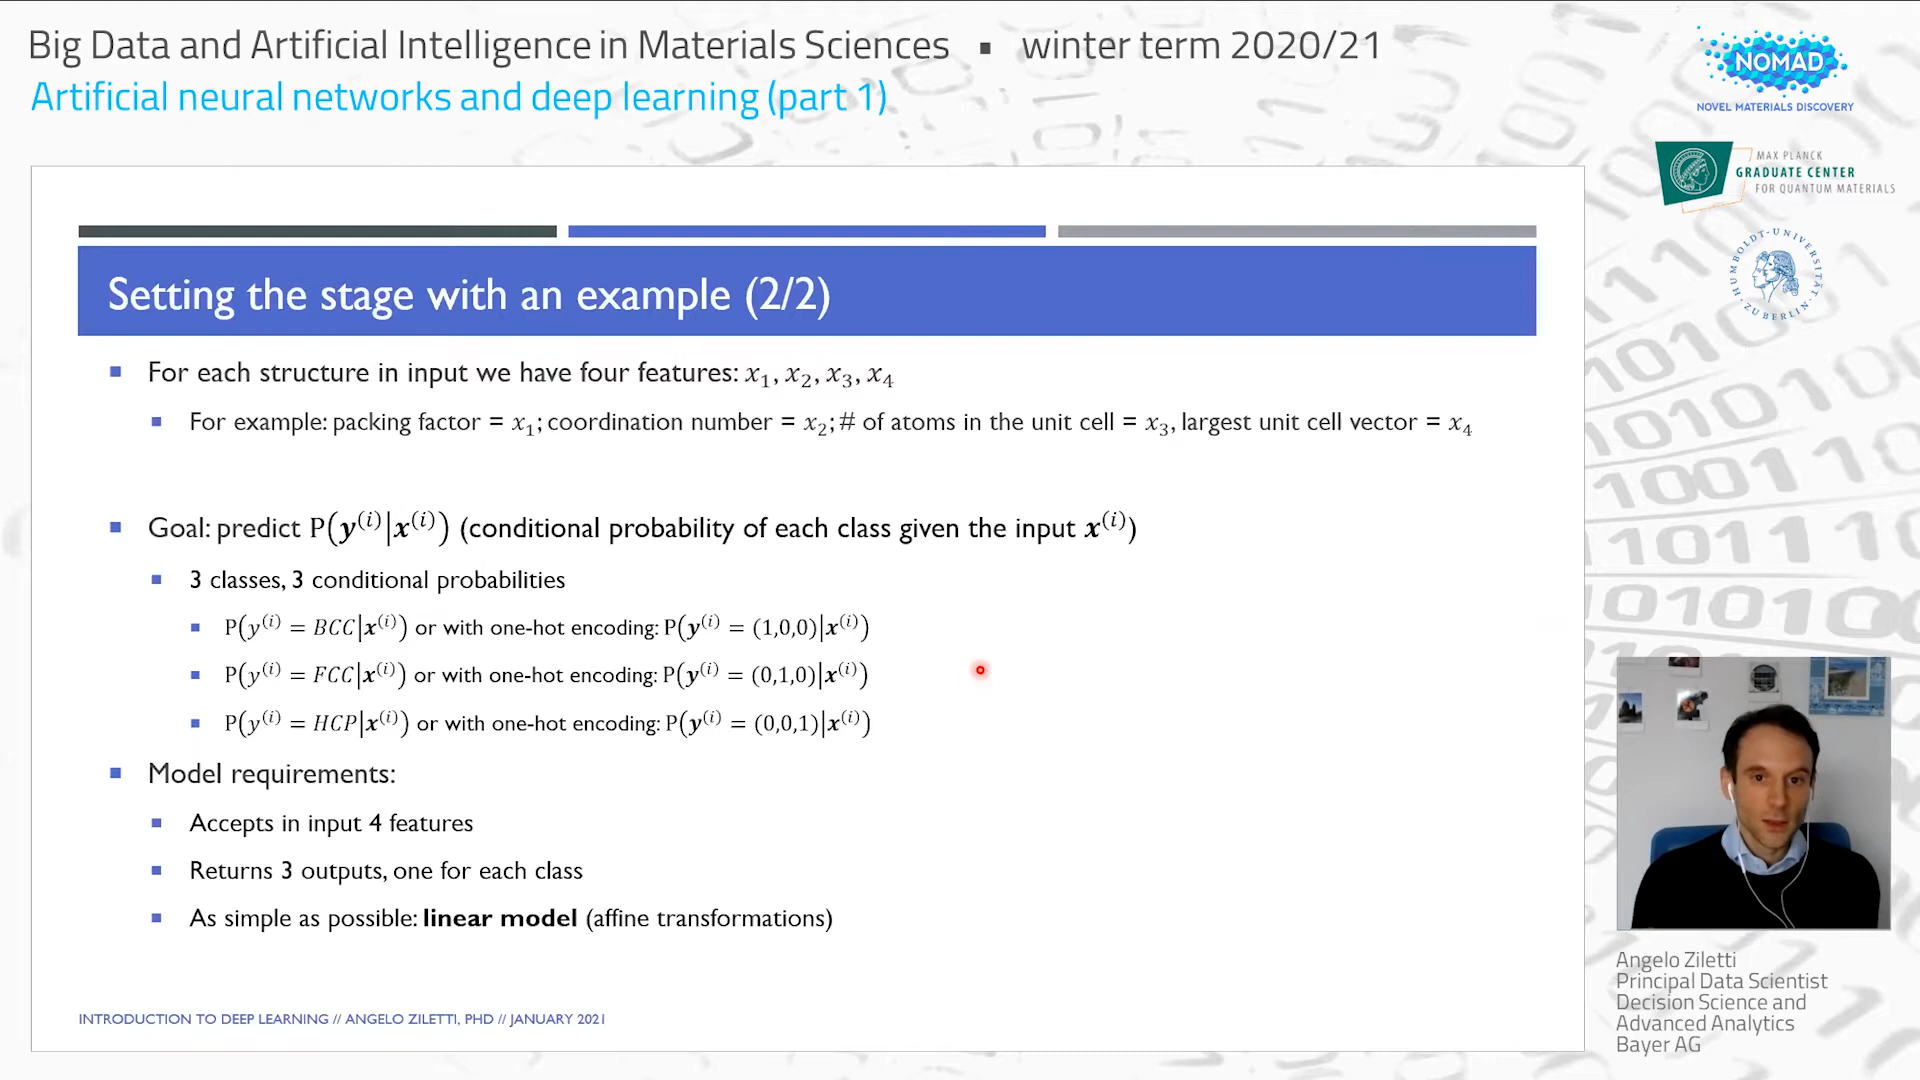 Big Data and Artificial Intelligence in Materials Sciences ▪ winter term 2020/21
Artificial neural networks and deep learning (part 1)
NOMAD
NOVEL MATERIALS DISCOVERY
MAX PLANCK
GRADUATE CENTER
FOR QUANTUM MATERIALS
HUMBOLDT-UNIVERSITÄT
ZU BERLIN
Setting the stage with an example (2/2)
For each structure in input we have four features: x₁, x₂, x₃, x₄
For example: packing factor = x₁; coordination number = x₂; # of atoms in the unit cell = x₃, largest unit cell vector = x₄
Goal: predict P(y⁽ⁱ⁾|x⁽ⁱ⁾) (conditional probability of each class given the input x⁽ⁱ⁾)
3 classes, 3 conditional probabilities
P(y⁽ⁱ⁾ = BCC|x⁽ⁱ⁾) or with one-hot encoding: P(y⁽ⁱ⁾ = (1,0,0)|x⁽ⁱ⁾)
P(y⁽ⁱ⁾ = FCC|x⁽ⁱ⁾) or with one-hot encoding: P(y⁽ⁱ⁾ = (0,1,0)|x⁽ⁱ⁾)
P(y⁽ⁱ⁾ = HCP|x⁽ⁱ⁾) or with one-hot encoding: P(y⁽ⁱ⁾ = (0,0,1)|x⁽ⁱ⁾)
Model requirements:
Accepts in input 4 features
Returns 3 outputs, one for each class
As simple as possible: linear model (affine transformations)
INTRODUCTION TO DEEP LEARNING // ANGELO ZILETTI, PHD // JANUARY 2021
Angelo Ziletti
Principal Data Scientist
Decision Science and
Advanced Analytics
Bayer AG